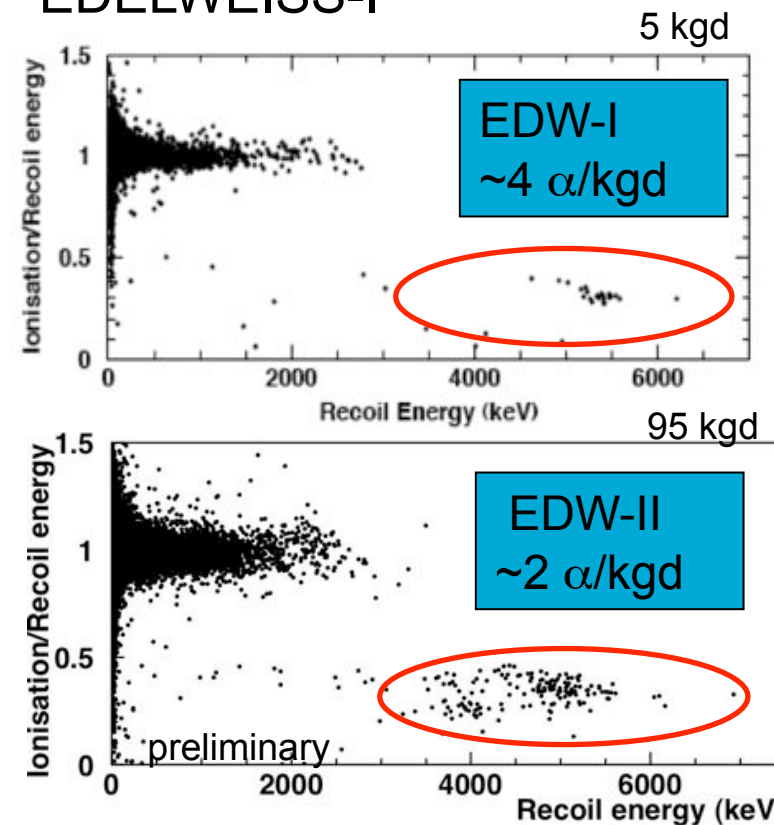 EDELWEISS-I
5 kgd
1.5
1
0.5
0
Ionisation/Recoil energy
EDW-I
~4 α/kgd
0 2000 4000 6000
Recoil Energy (keV)
95 kgd
1.5
1
0.5
0
Ionisation/Recoil energy
EDW-II
~2 α/kgd
preliminary
0 2000 4000 6000
Recoil energy (keV